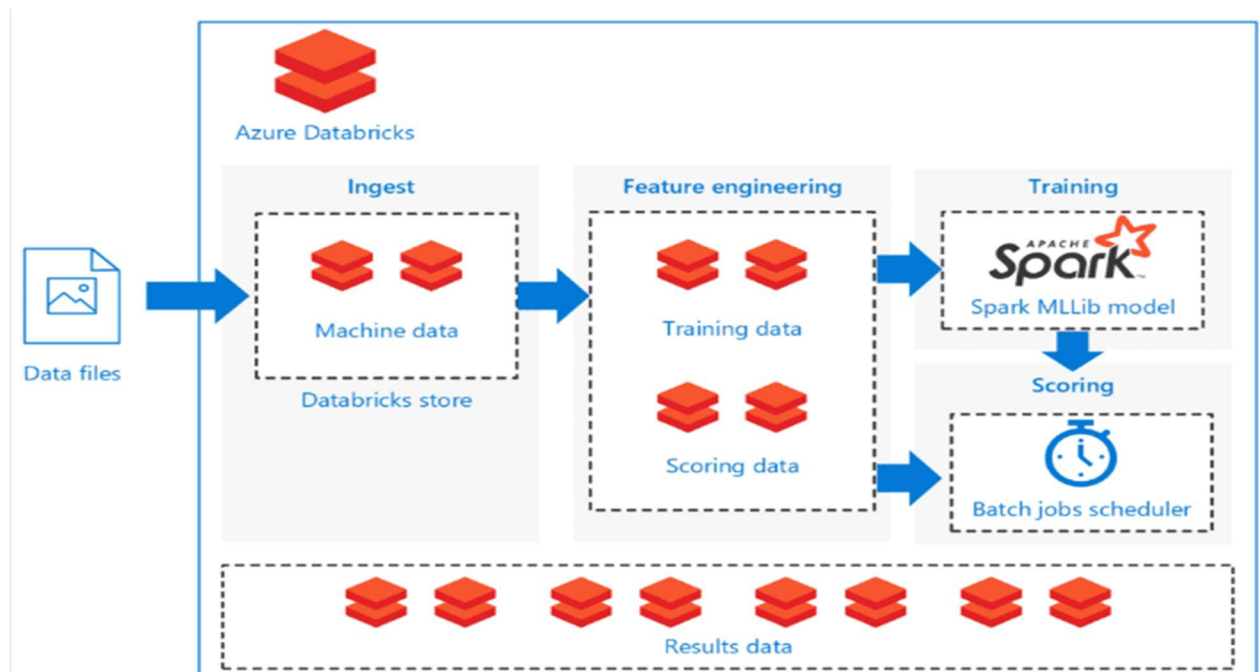 Azure Databricks
Ingest
Machine data
Databricks store
Data files
Feature engineering
Training data
Scoring data
Training
APACHE
Spark™
Spark MLLib model
Scoring
Batch jobs scheduler
Results data